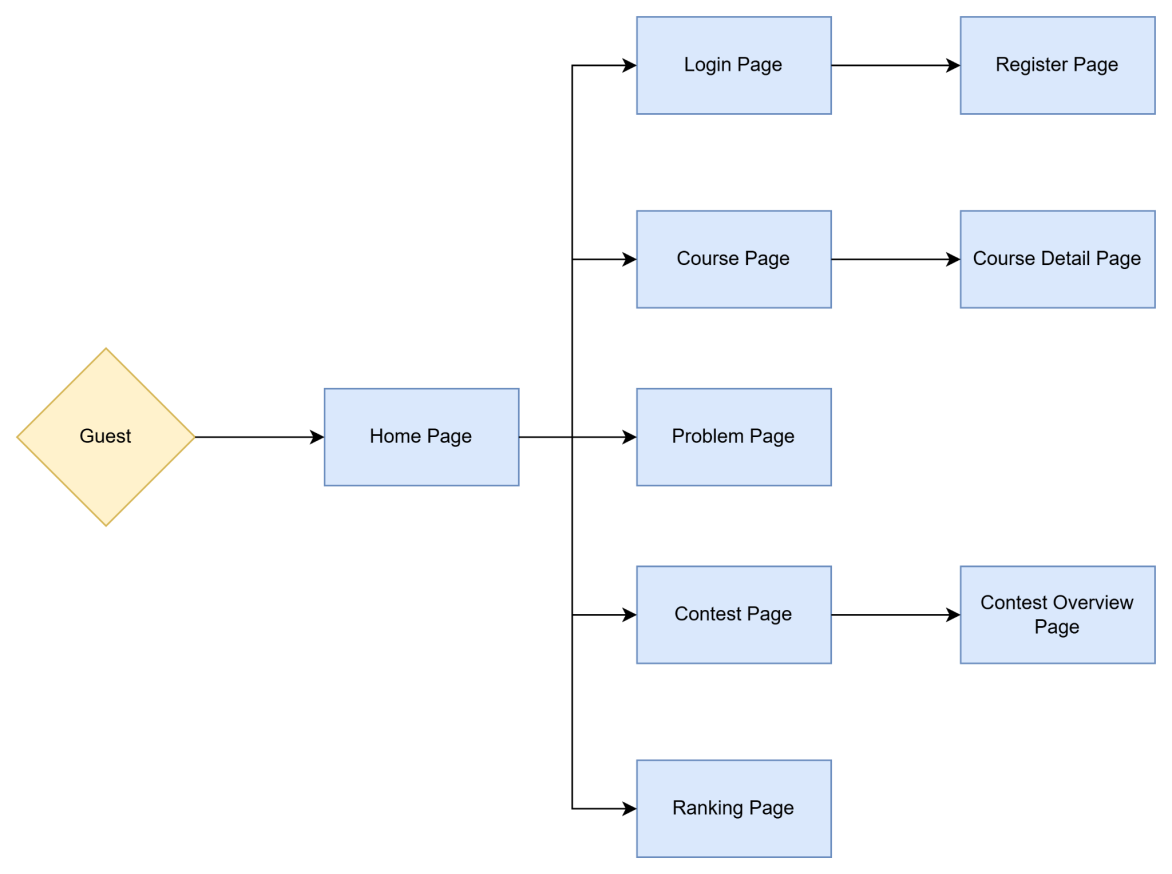 Login Page
Register Page
Course Page
Course Detail Page
Guest
Home Page
Problem Page
Contest Page
Contest Overview
Page
Ranking Page